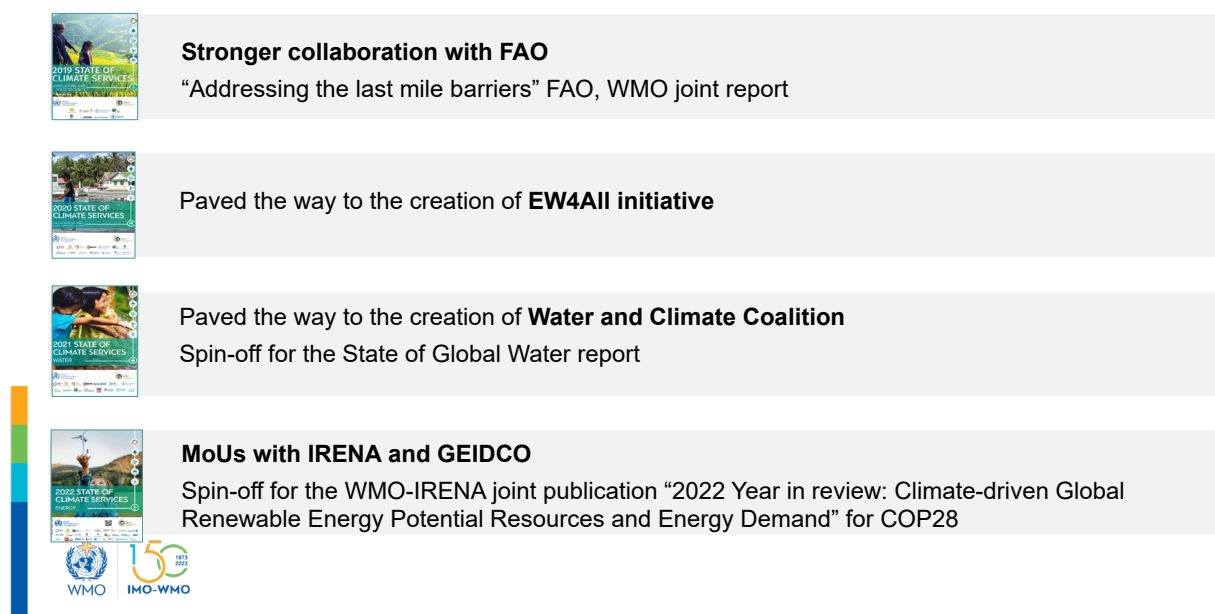 2019 STATE OF
CLIMATE SERVICES
Stronger collaboration with FAO
“Addressing the last mile barriers” FAO, WMO joint report
2020 STATE OF
CLIMATE SERVICES
Paved the way to the creation of EW4All initiative
2021 STATE OF
CLIMATE SERVICES
WATER
Paved the way to the creation of Water and Climate Coalition
Spin-off for the State of Global Water report
2022 STATE OF
CLIMATE SERVICES
ENERGY
MoUs with IRENA and GEIDCO
Spin-off for the WMO-IRENA joint publication “2022 Year in review: Climate-driven Global
Renewable Energy Potential Resources and Energy Demand” for COP28
WMO
150
1873
2023
IMO-WMO